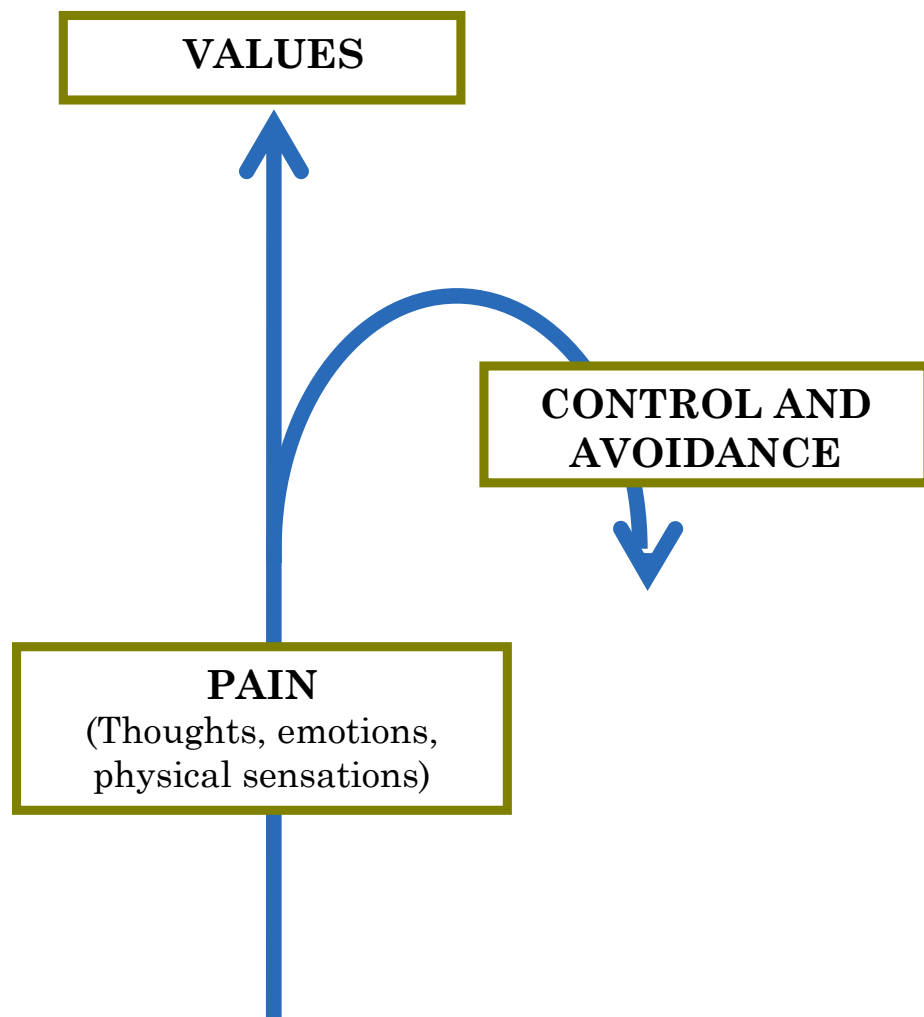 VALUES
CONTROL AND
AVOIDANCE
PAIN
(Thoughts, emotions,
physical sensations)